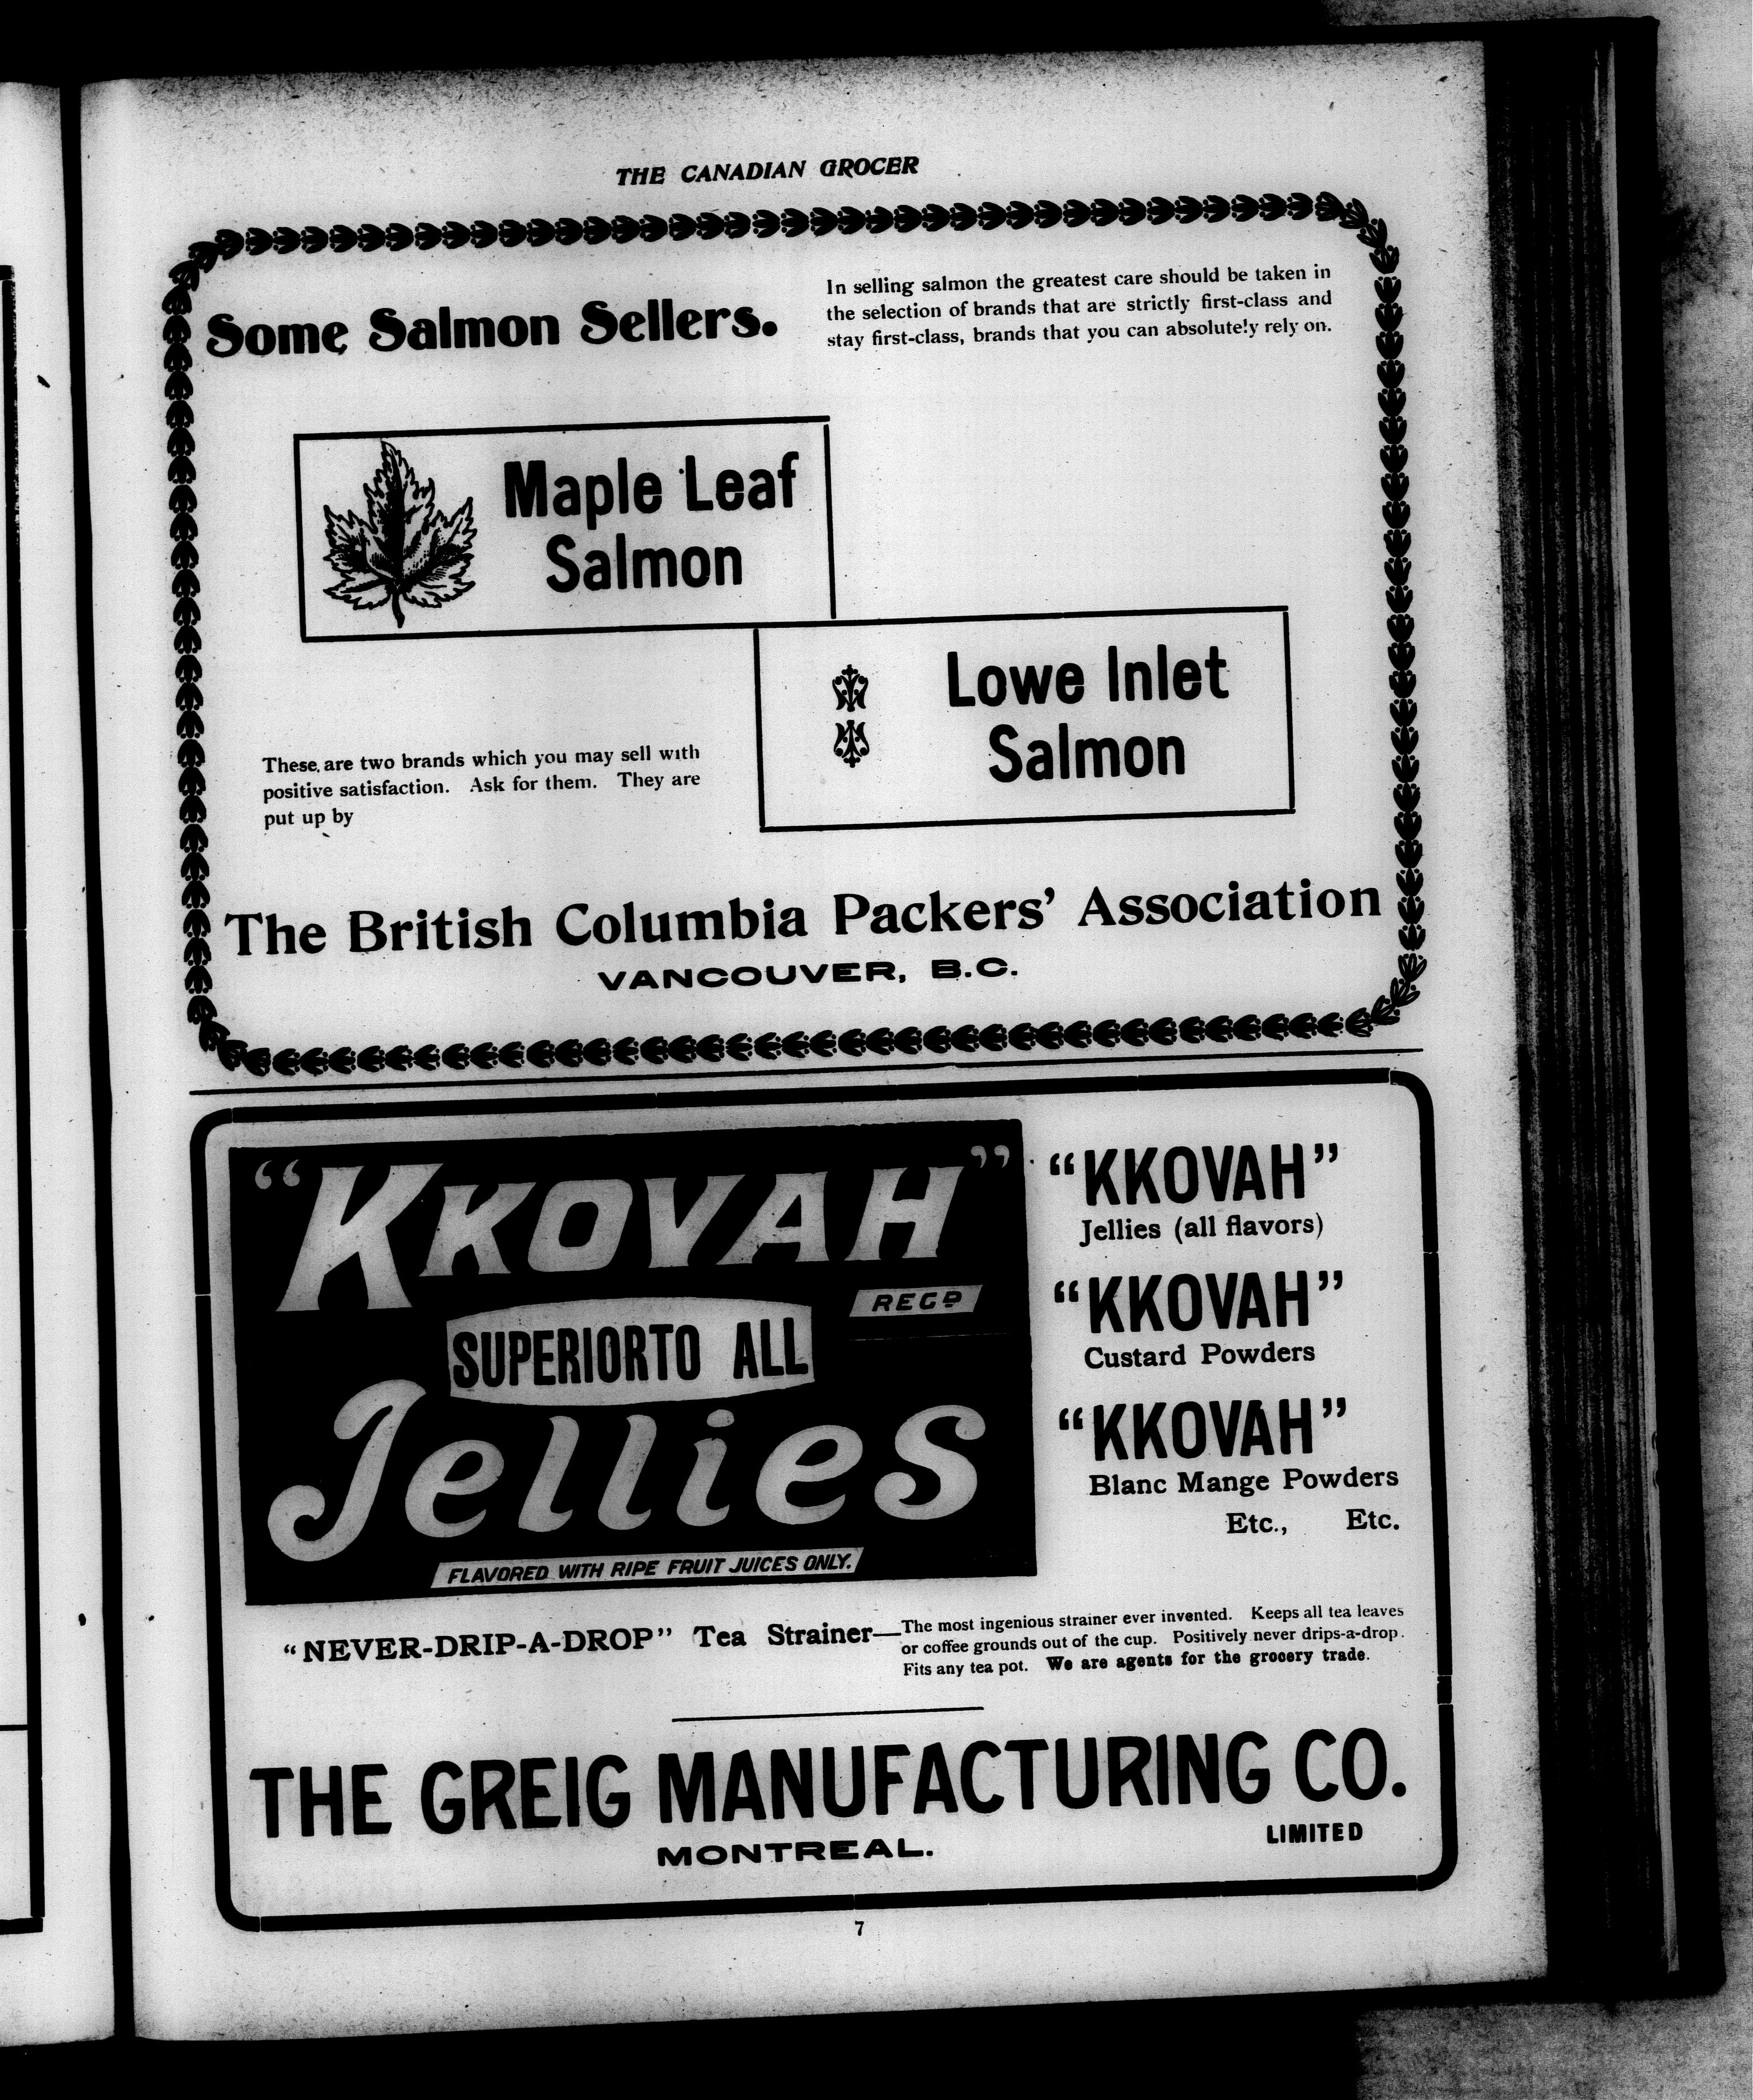 THE CANADIAN GROCER
Some Salmon Sellers.
In selling salmon the greatest care should be taken in
the selection of brands that are strictly first-class and
stay first-class, brands that you can absolutely rely on.
Maple Leaf
Salmon
Lowe Inlet
Salmon
These are two brands which you may sell with
positive satisfaction. Ask for them. They are
put up by
The British Columbia Packers' Association
VANCOUVER, B.C.
"KKOVAH"
REGD
SUPERIOR TO ALL
Jellies
FLAVORED WITH RIPE FRUIT JUICES ONLY.
"KKOVAH"
Jellies (all flavors)
"KKOVAH"
Custard Powders
"KKOVAH"
Blanc Mange Powders
Etc., Etc.
"NEVER-DRIP-A-DROP" Tea Strainer—
The most ingenious strainer ever invented. Keeps all tea leaves
or coffee grounds out of the cup. Positively never drips-a-drop.
Fits any tea pot. We are agents for the grocery trade.
THE GREIG MANUFACTURING CO.
LIMITED
MONTREAL.
7